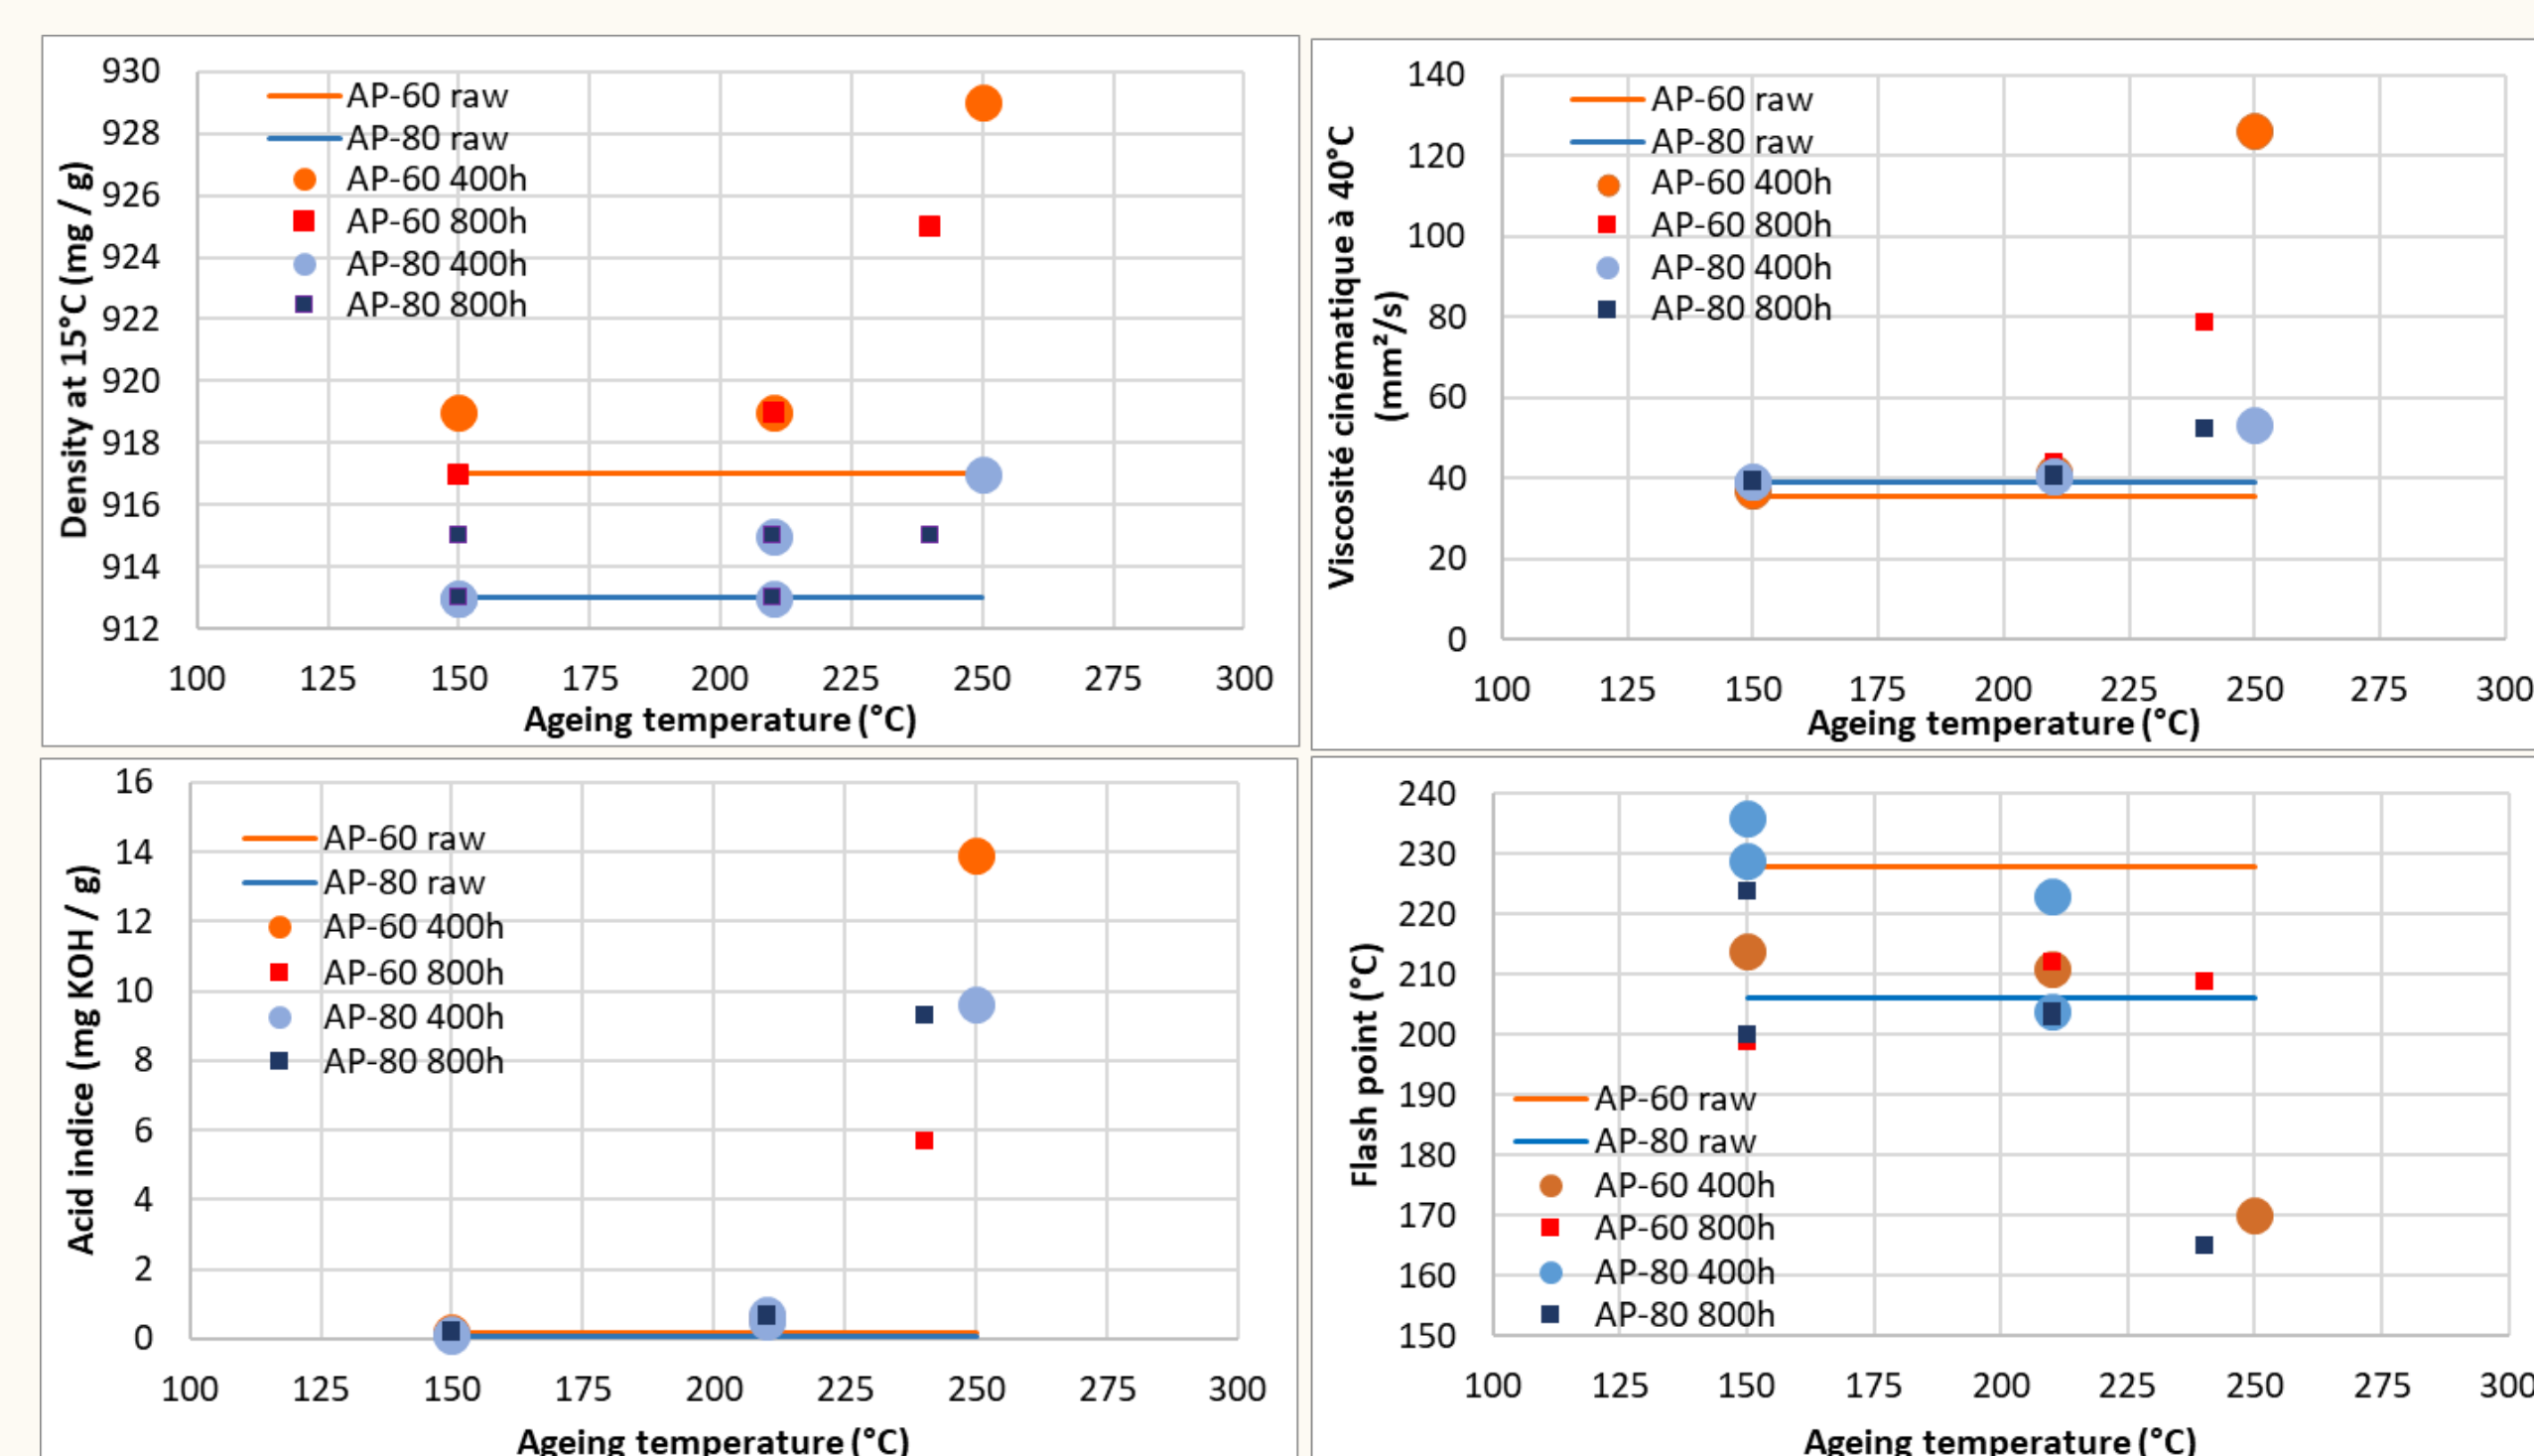 930
928
926
924
922
920
918
916
914
912
Density at 15°C (mg / g)
AP-60 raw
AP-80 raw
AP-60 400h
AP-60 800h
AP-80 400h
AP-80 800h
100 125 150 175 200 225 250 275 300
Ageing temperature (°C)
140
120
100
80
60
40
20
0
Viscosité cinématique à 40°C
(mm²/s)
AP-60 raw
AP-80 raw
AP-60 400h
AP-60 800h
AP-80 400h
AP-80 800h
100 125 150 175 200 225 250 275 300
Ageing temperature (°C)
16
14
12
10
8
6
4
2
0
Acid indice (mg KOH / g)
AP-60 raw
AP-80 raw
AP-60 400h
AP-60 800h
AP-80 400h
AP-80 800h
100 125 150 175 200 225 250 275 300
Ageing temperature (°C)
240
230
220
210
200
190
180
170
160
150
Flash point (°C)
AP-60 raw
AP-80 raw
AP-60 400h
AP-60 800h
AP-80 400h
AP-80 800h
100 125 150 175 200 225 250 275 300
Ageing temperature (°C)